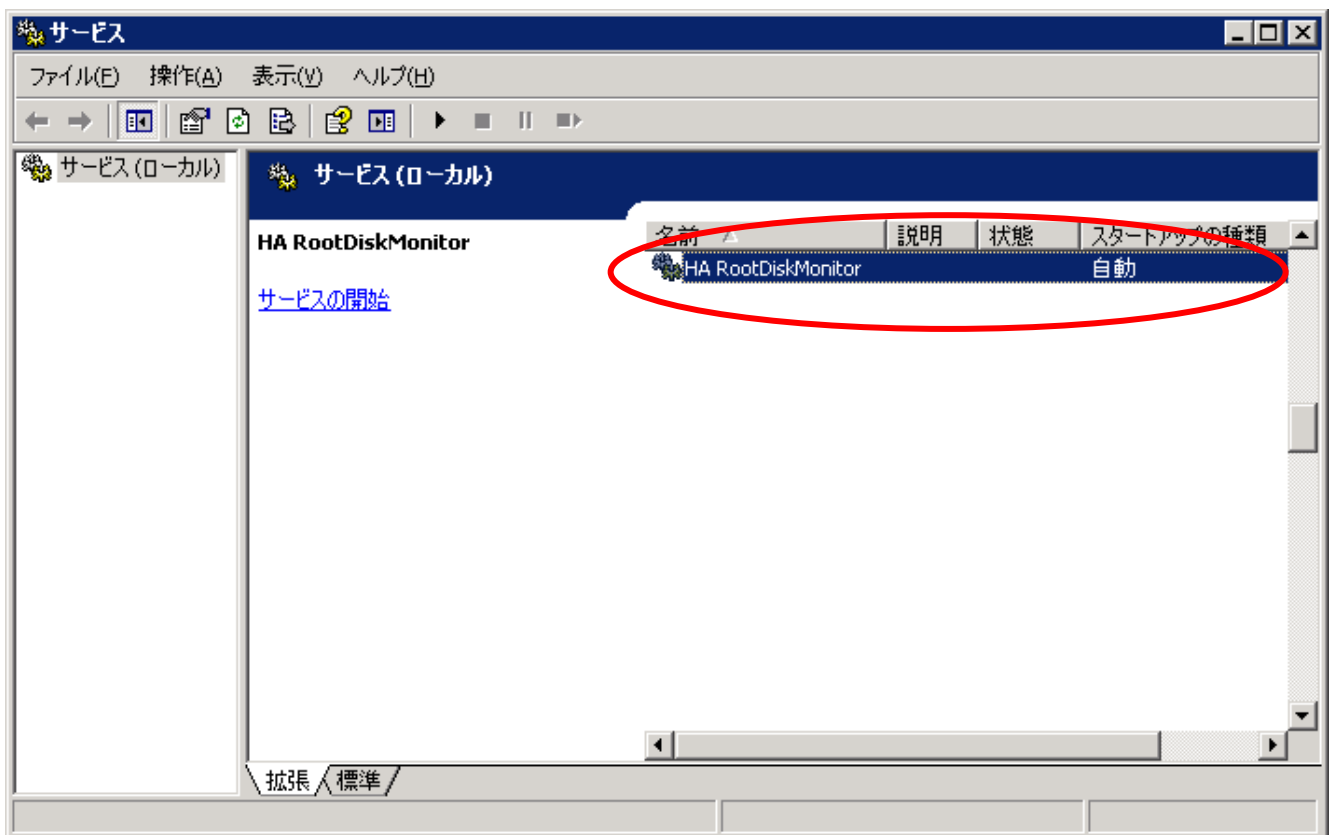 サービス
ファイル(F) 操作(A) 表示(V) ヘルプ(H)
サービス (ローカル)
サービス (ローカル)
HA RootDiskMonitor
サービスの開始
名前 説明 状態 スタートアップの種類
HA RootDiskMonitor 自動
拡張 標準